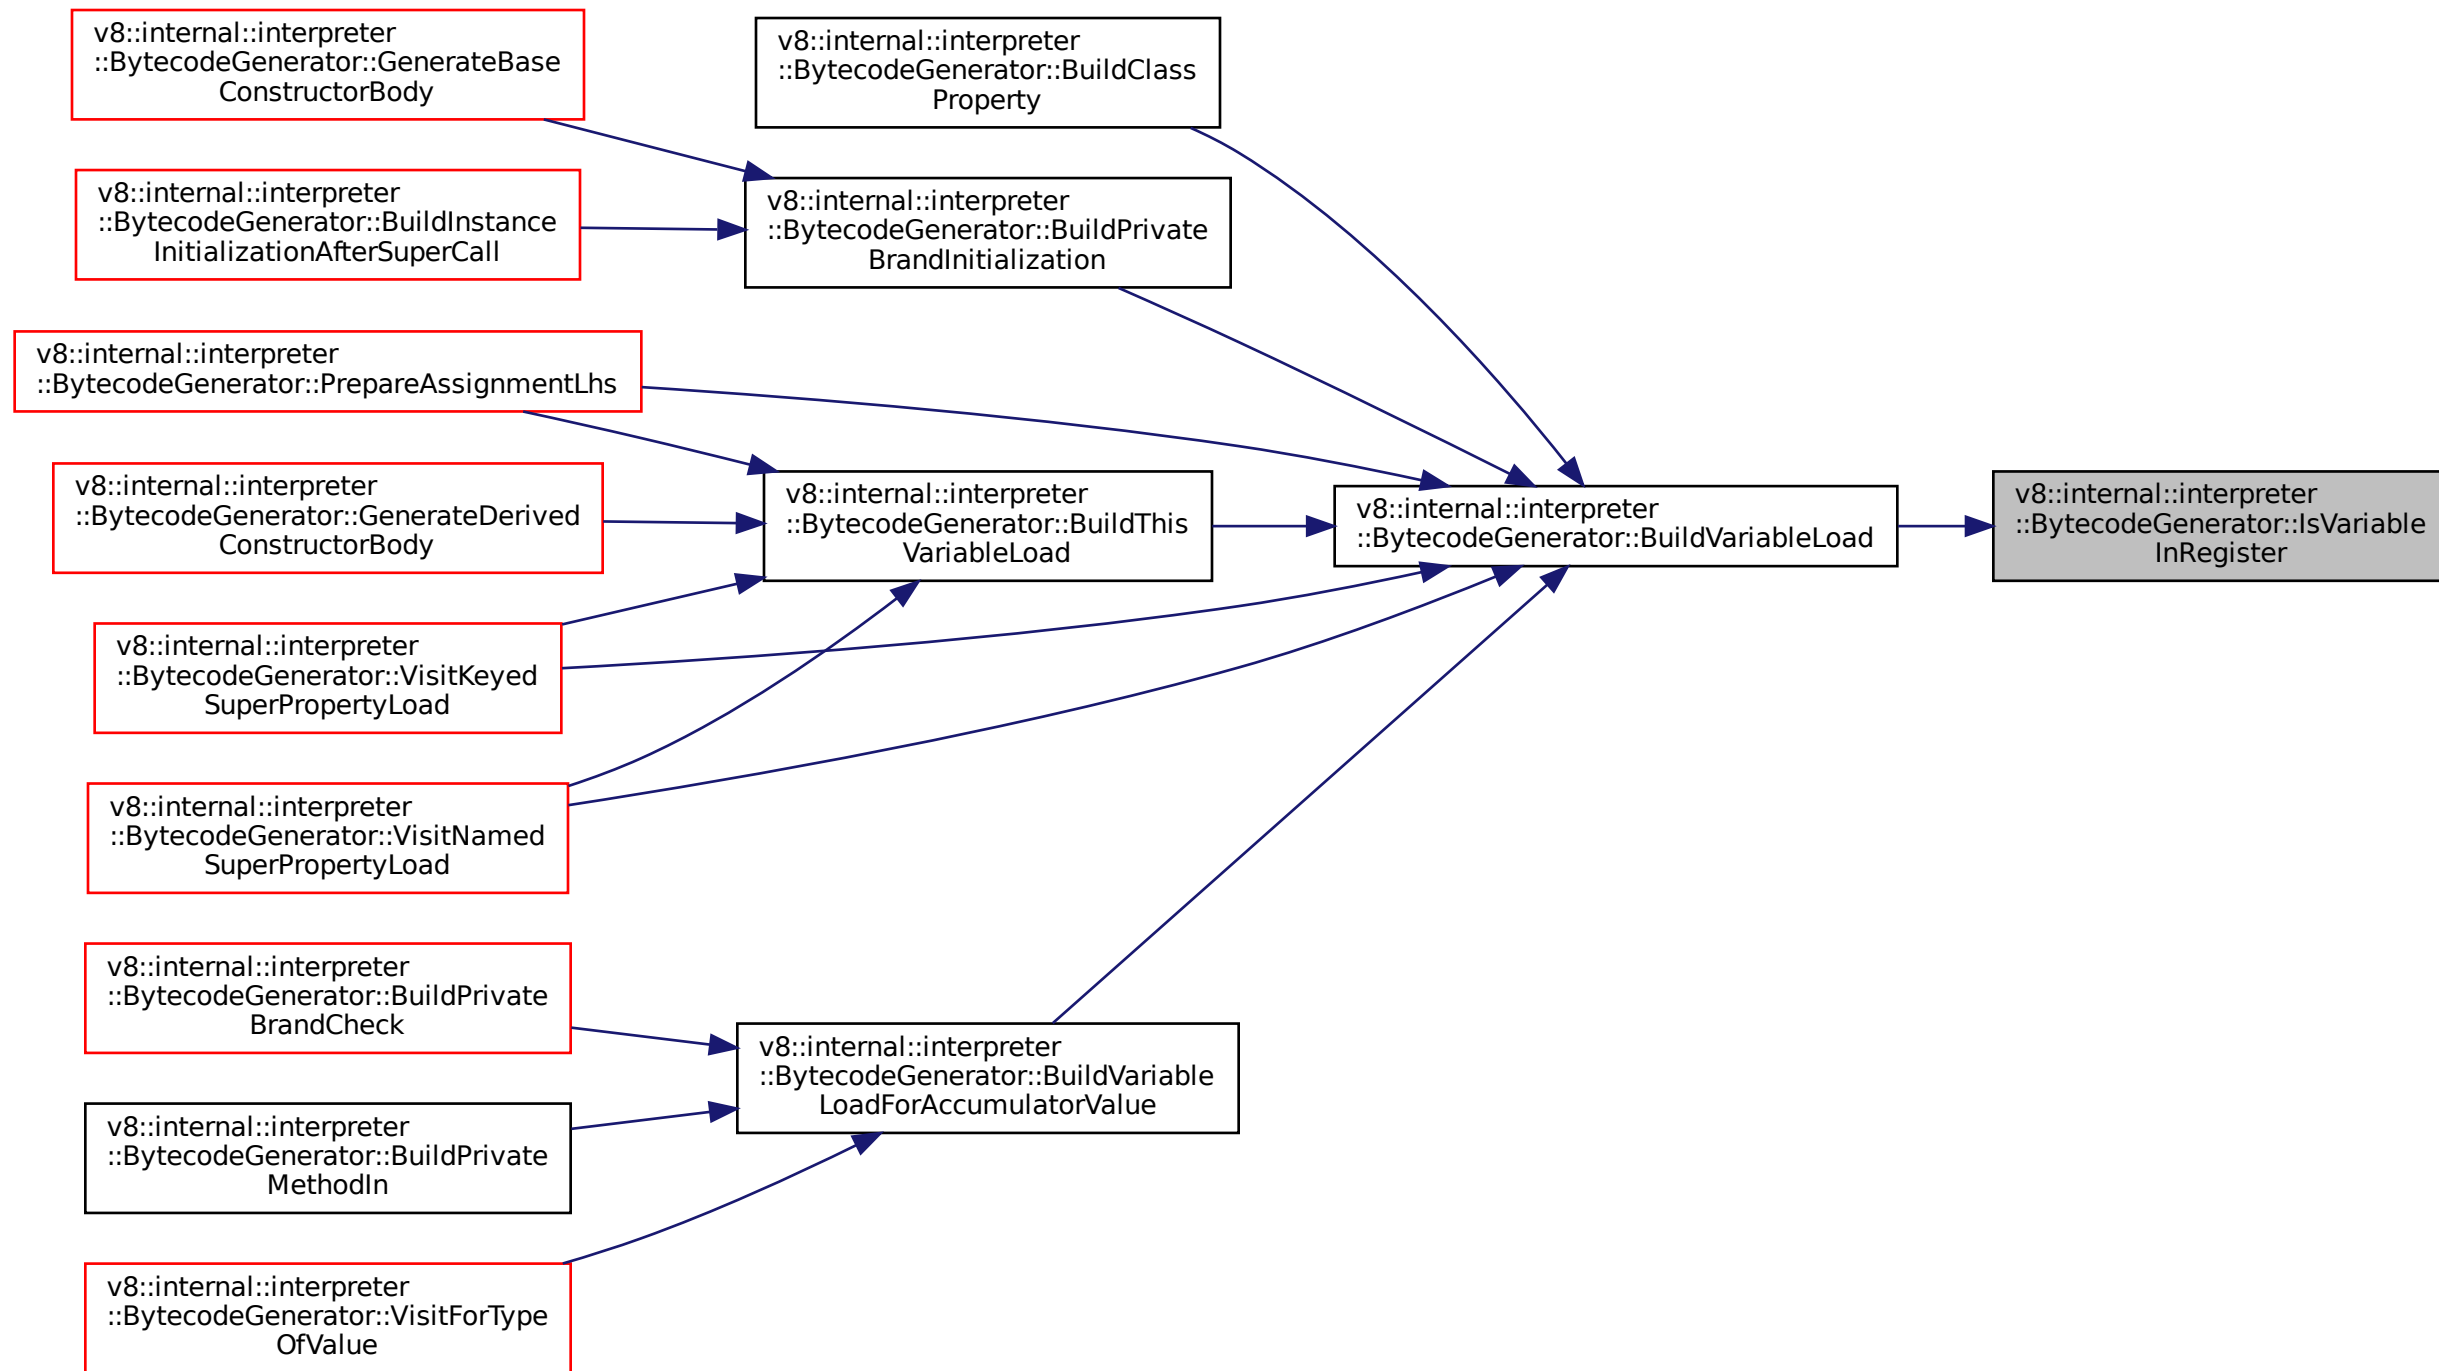 v8::internal::interpreter
::BytecodeGenerator::GenerateBase
ConstructorBody
v8::internal::interpreter
::BytecodeGenerator::BuildClass
Property
v8::internal::interpreter
::BytecodeGenerator::BuildInstance
InitializationAfterSuperCall
v8::internal::interpreter
::BytecodeGenerator::BuildPrivate
BrandInitialization
v8::internal::interpreter
::BytecodeGenerator::PrepareAssignmentLhs
v8::internal::interpreter
::BytecodeGenerator::GenerateDerived
ConstructorBody
v8::internal::interpreter
::BytecodeGenerator::BuildThis
VariableLoad
v8::internal::interpreter
::BytecodeGenerator::BuildVariableLoad
v8::internal::interpreter
::BytecodeGenerator::IsVariable
InRegister
v8::internal::interpreter
::BytecodeGenerator::VisitKeyed
SuperPropertyLoad
v8::internal::interpreter
::BytecodeGenerator::VisitNamed
SuperPropertyLoad
v8::internal::interpreter
::BytecodeGenerator::BuildPrivate
BrandCheck
v8::internal::interpreter
::BytecodeGenerator::BuildVariable
LoadForAccumulatorValue
v8::internal::interpreter
::BytecodeGenerator::BuildPrivate
MethodIn
v8::internal::interpreter
::BytecodeGenerator::VisitForType
OfValue